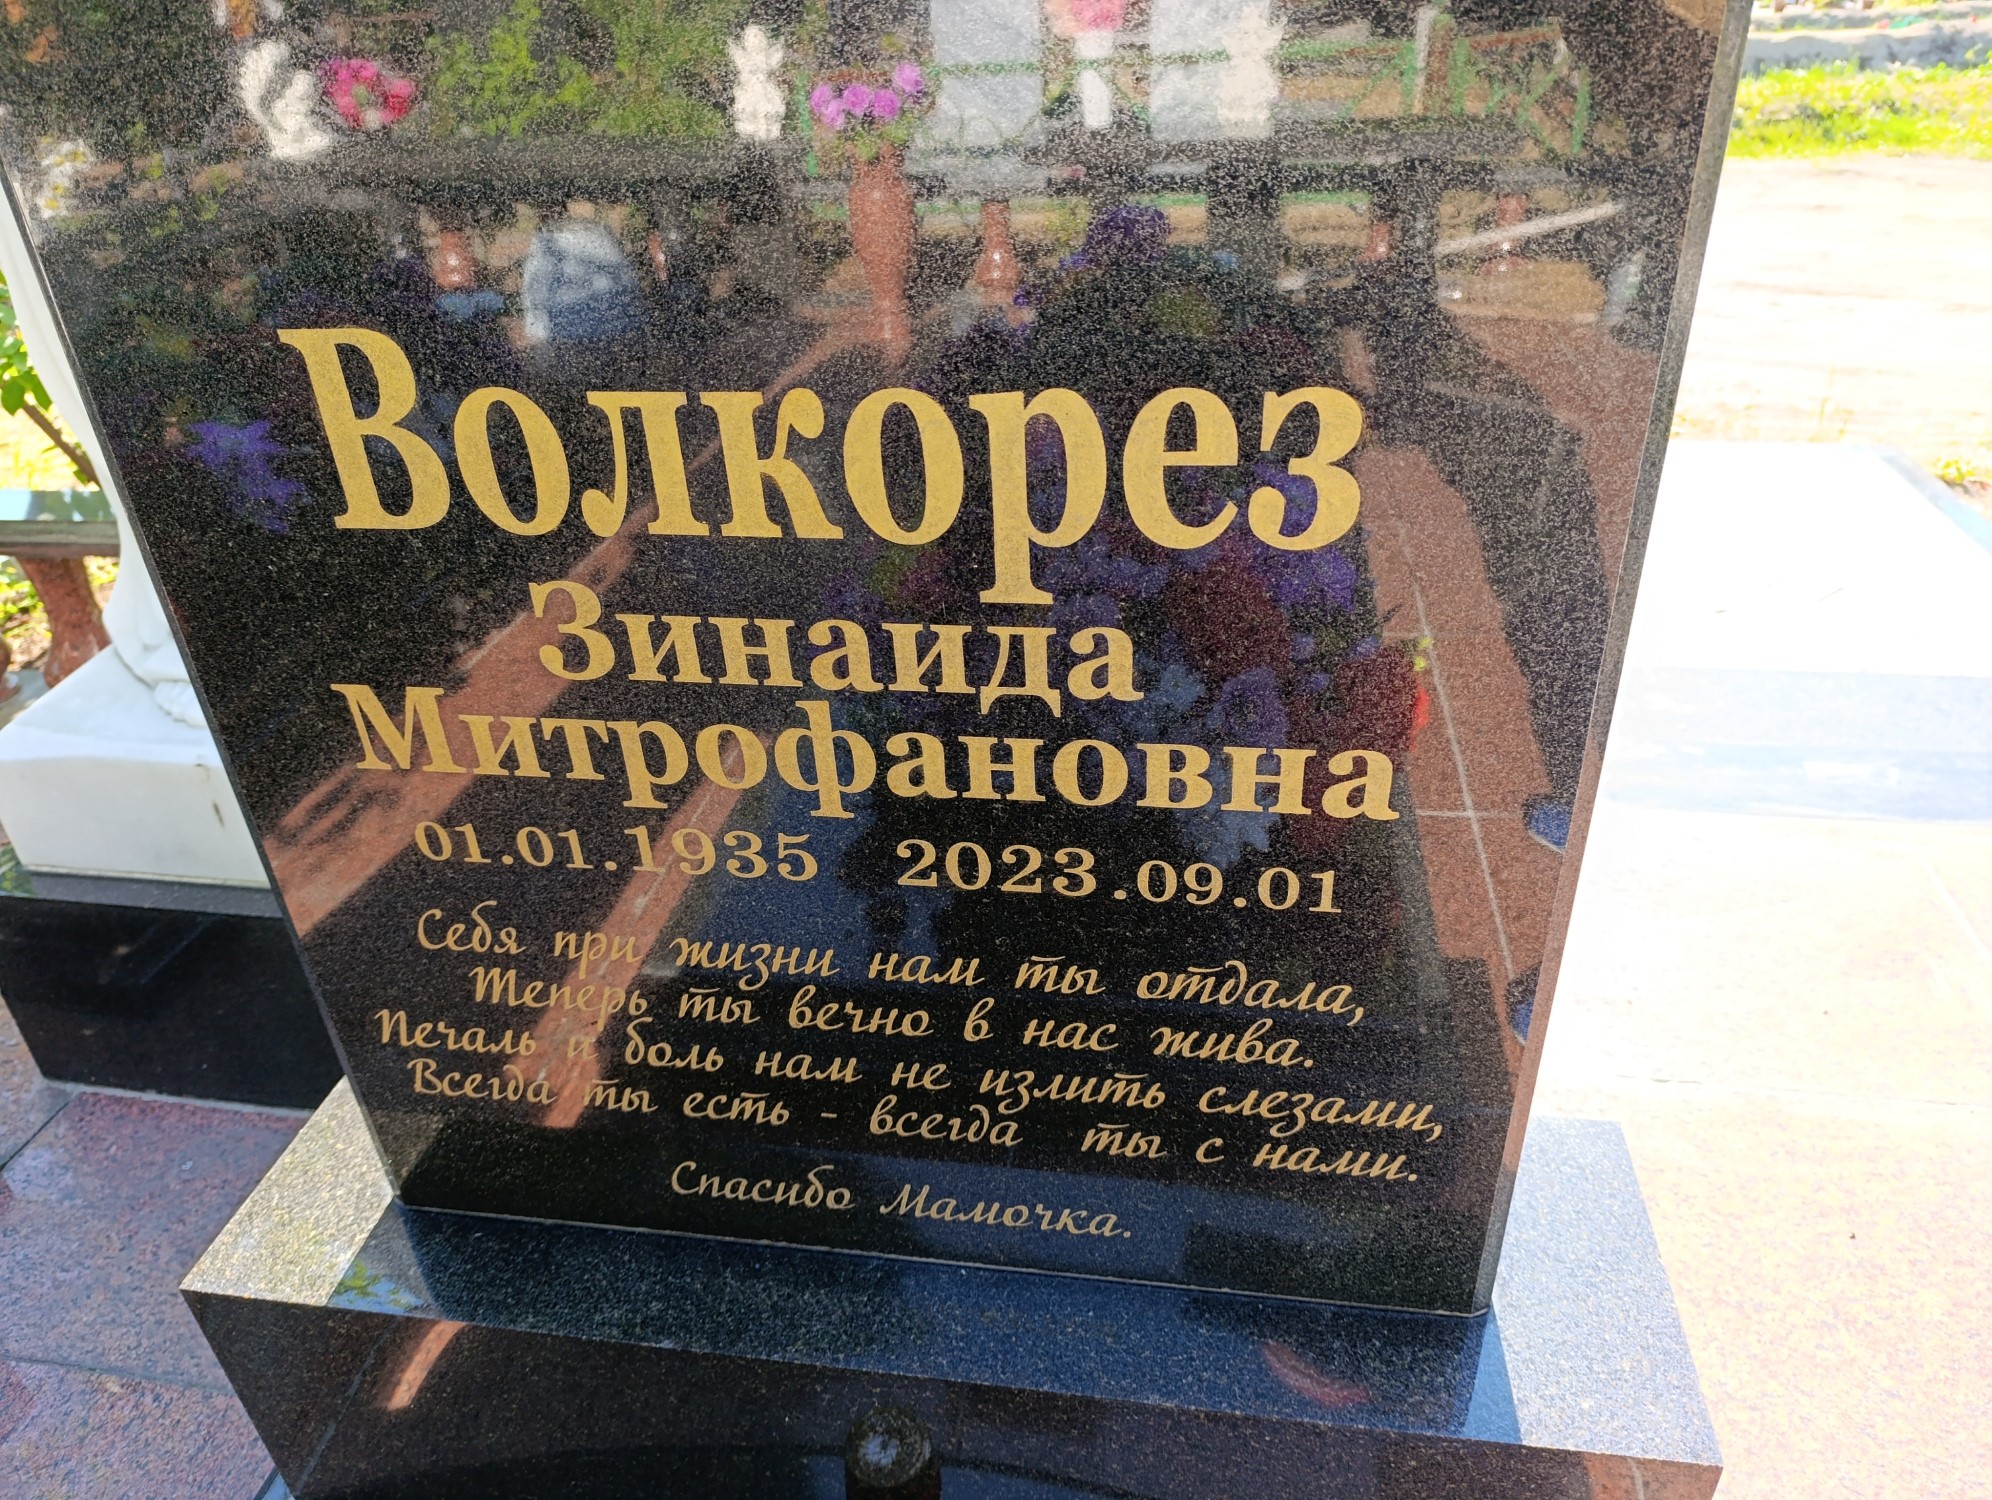 Волкорез
Зинаида
Митрофановна
01.01.1935 2023.09.01
Себя при жизни нам ты отдала,
Теперь ты вечно в нас жива.
Печаль и боль нам не излить слезами,
Всегда ты есть - всегда ты с нами.
Спасибо Мамочка.